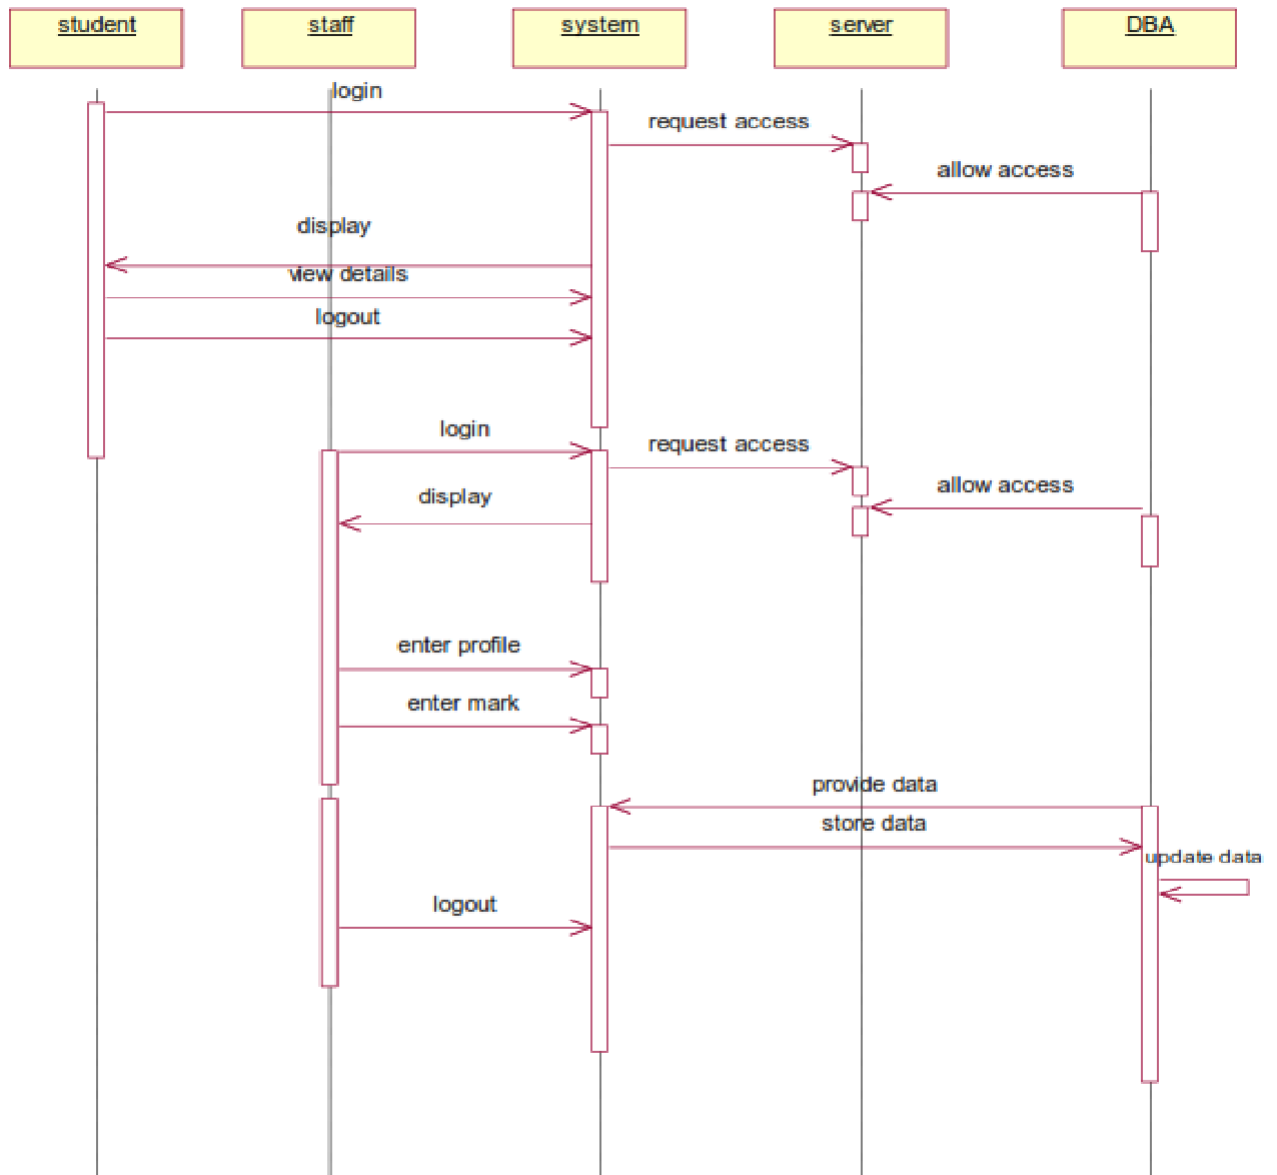 student
staff
system
server
DBA
login
request access
allow access
display
view details
logout
login
request access
allow access
display
enter profile
enter mark
provide data
store data
update data
logout